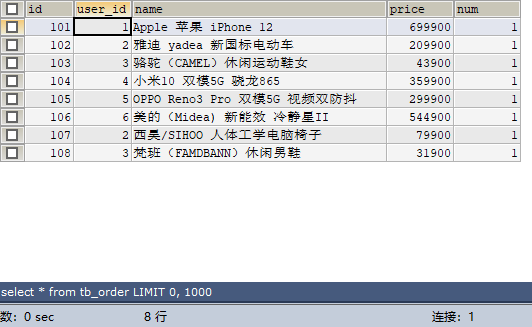 id user_id name price num
101 1 Apple 苹果 iPhone 12 699900 1
102 2 雅迪 yadea 新国标电动车 209900 1
103 3 骆驼（CAMEL）休闲运动鞋女 43900 1
104 4 小米10 双模5G 骁龙865 359900 1
105 5 OPPO Reno3 Pro 双模5G 视频双防抖 299900 1
106 6 美的（Midea) 新能效 冷静星II 544900 1
107 2 西昊/SIHOO 人体工学电脑椅子 79900 1
108 3 梵班（FAMDBANN）休闲男鞋 31900 1
select * from tb_order LIMIT 0, 1000
数: 0 sec 8 行 连接: 1